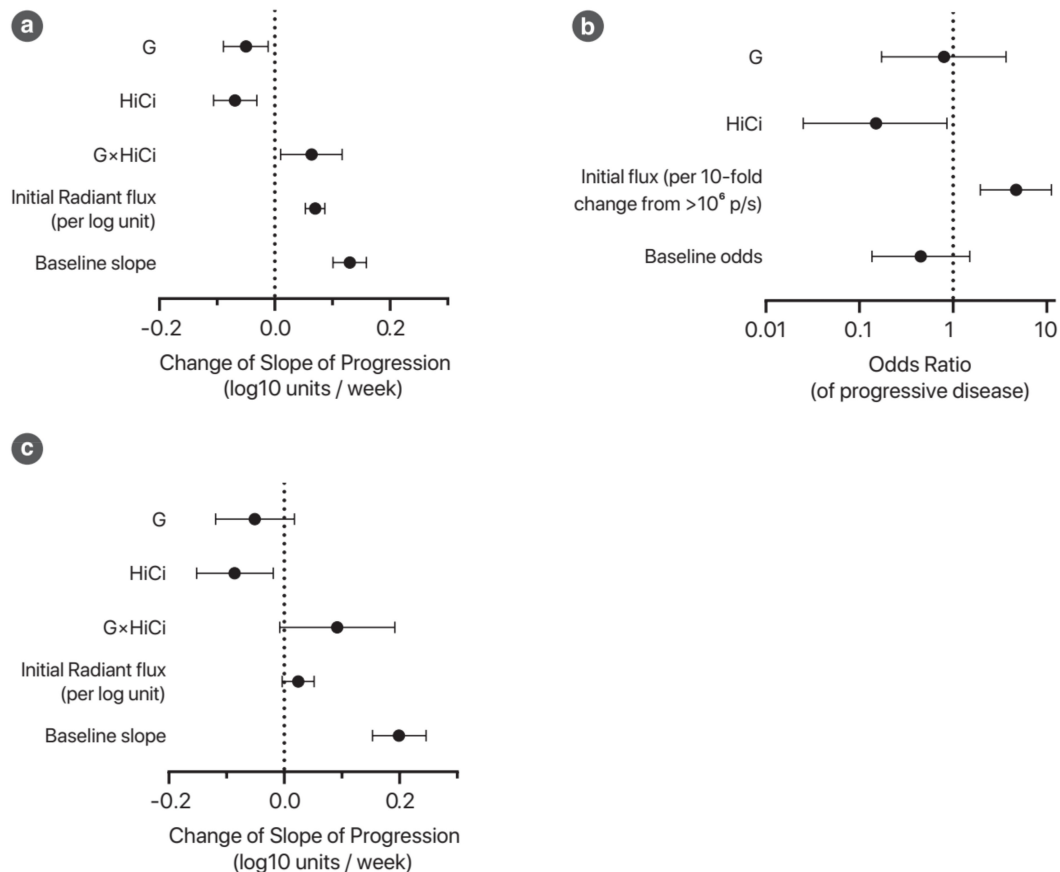 a
G
HiCi
G×HiCi
Initial Radiant flux
(per log unit)
Baseline slope
-0.2
0.0
0.2
Change of Slope of Progression
(log10 units / week)
b
G
HiCi
Initial flux (per 10-fold
change from >10⁶ p/s)
Baseline odds
0.01
0.1
1
10
Odds Ratio
(of progressive disease)
c
G
HiCi
G×HiCi
Initial Radiant flux
(per log unit)
Baseline slope
-0.2
0.0
0.2
Change of Slope of Progression
(log10 units / week)